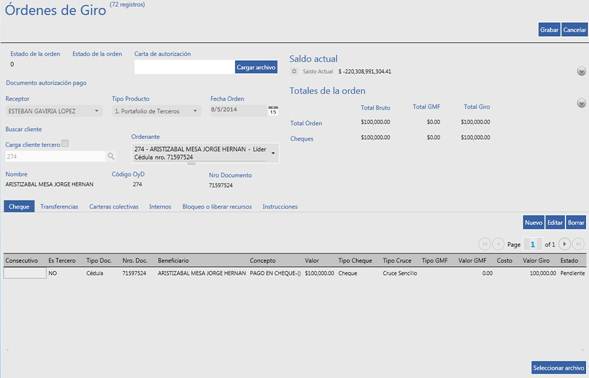 Órdenes de Giro (72 registros)
Grabar Cancelar
Estado de la orden Estado de la orden Carta de autorización
0
Cargar archivo
Saldo actual
Saldo Actual $ -220,308,991,304.41
Documento autorización pago
Totales de la orden
Receptor Tipo Producto Fecha Orden
ESTEBAN GAVIRIA LOPEZ 1. Portafolio de Terceros 8/5/2014 15
Total Bruto Total GMF Total Giro
Total Orden $100,000.00 $0.00 $100,000.00
Cheques $100,000.00 $0.00 $100,000.00
Buscar cliente
Carga cliente tercero
Ordenante
274
274 - ARISTIZABAL MESA JORGE HERNAN - Líder
Cédula nro. 71597524
Nombre Código OyD Nro Documento
ARISTIZABAL MESA JORGE HERNAN 274 71597524
Cheque Transferencias Carteras colectivas Internos Bloqueo o liberar recursos Instrucciones
Nuevo Editar Borrar
Page 1 of 1
Consecutivo Es Tercero Tipo Doc. Nro. Doc. Beneficiario Concepto Valor Tipo Cheque Tipo Cruce Tipo GMF Valor GMF Costo Valor Giro Estado
NO Cédula 71597524 ARISTIZABAL MESA JORGE HERNAN PAGO EN CHEQUE-() $100,000.00 Cheque Cruce Sencillo 0.00 100,000.00 Pendiente
Seleccionar archivo